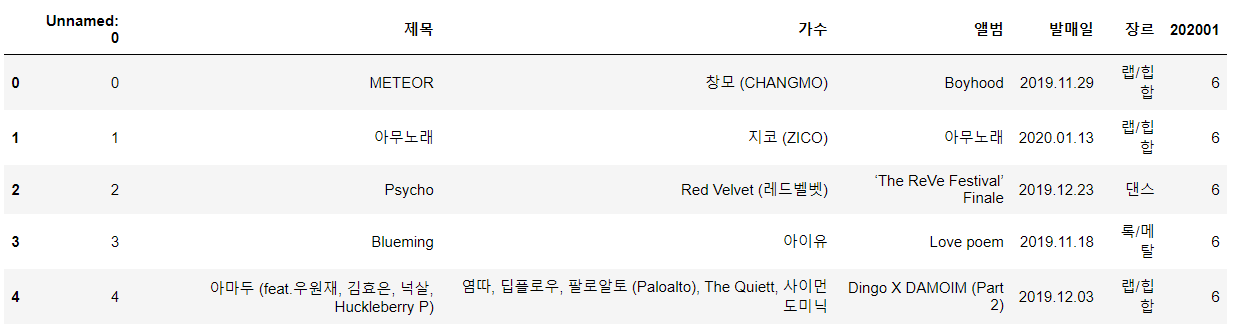 Unnamed: 0 제목 가수 앨범 발매일 장르 202001
0 0 METEOR 창모 (CHANGMO) Boyhood 2019.11.29 랩/힙합 6
1 1 아무노래 지코 (ZICO) 아무노래 2020.01.13 랩/힙합 6
2 2 Psycho Red Velvet (레드벨벳) ‘The ReVe Festival’ Finale 2019.12.23 댄스 6
3 3 Blueming 아이유 Love poem 2019.11.18 록/메탈 6
4 4 아마두 (feat.우원재, 김효은, 넉살, Huckleberry P) 염따, 딥플로우, 팔로알토 (Paloalto), The Quiett, 사이먼 도미닉 Dingo X DAMOIM (Part 2) 2019.12.03 랩/힙합 6